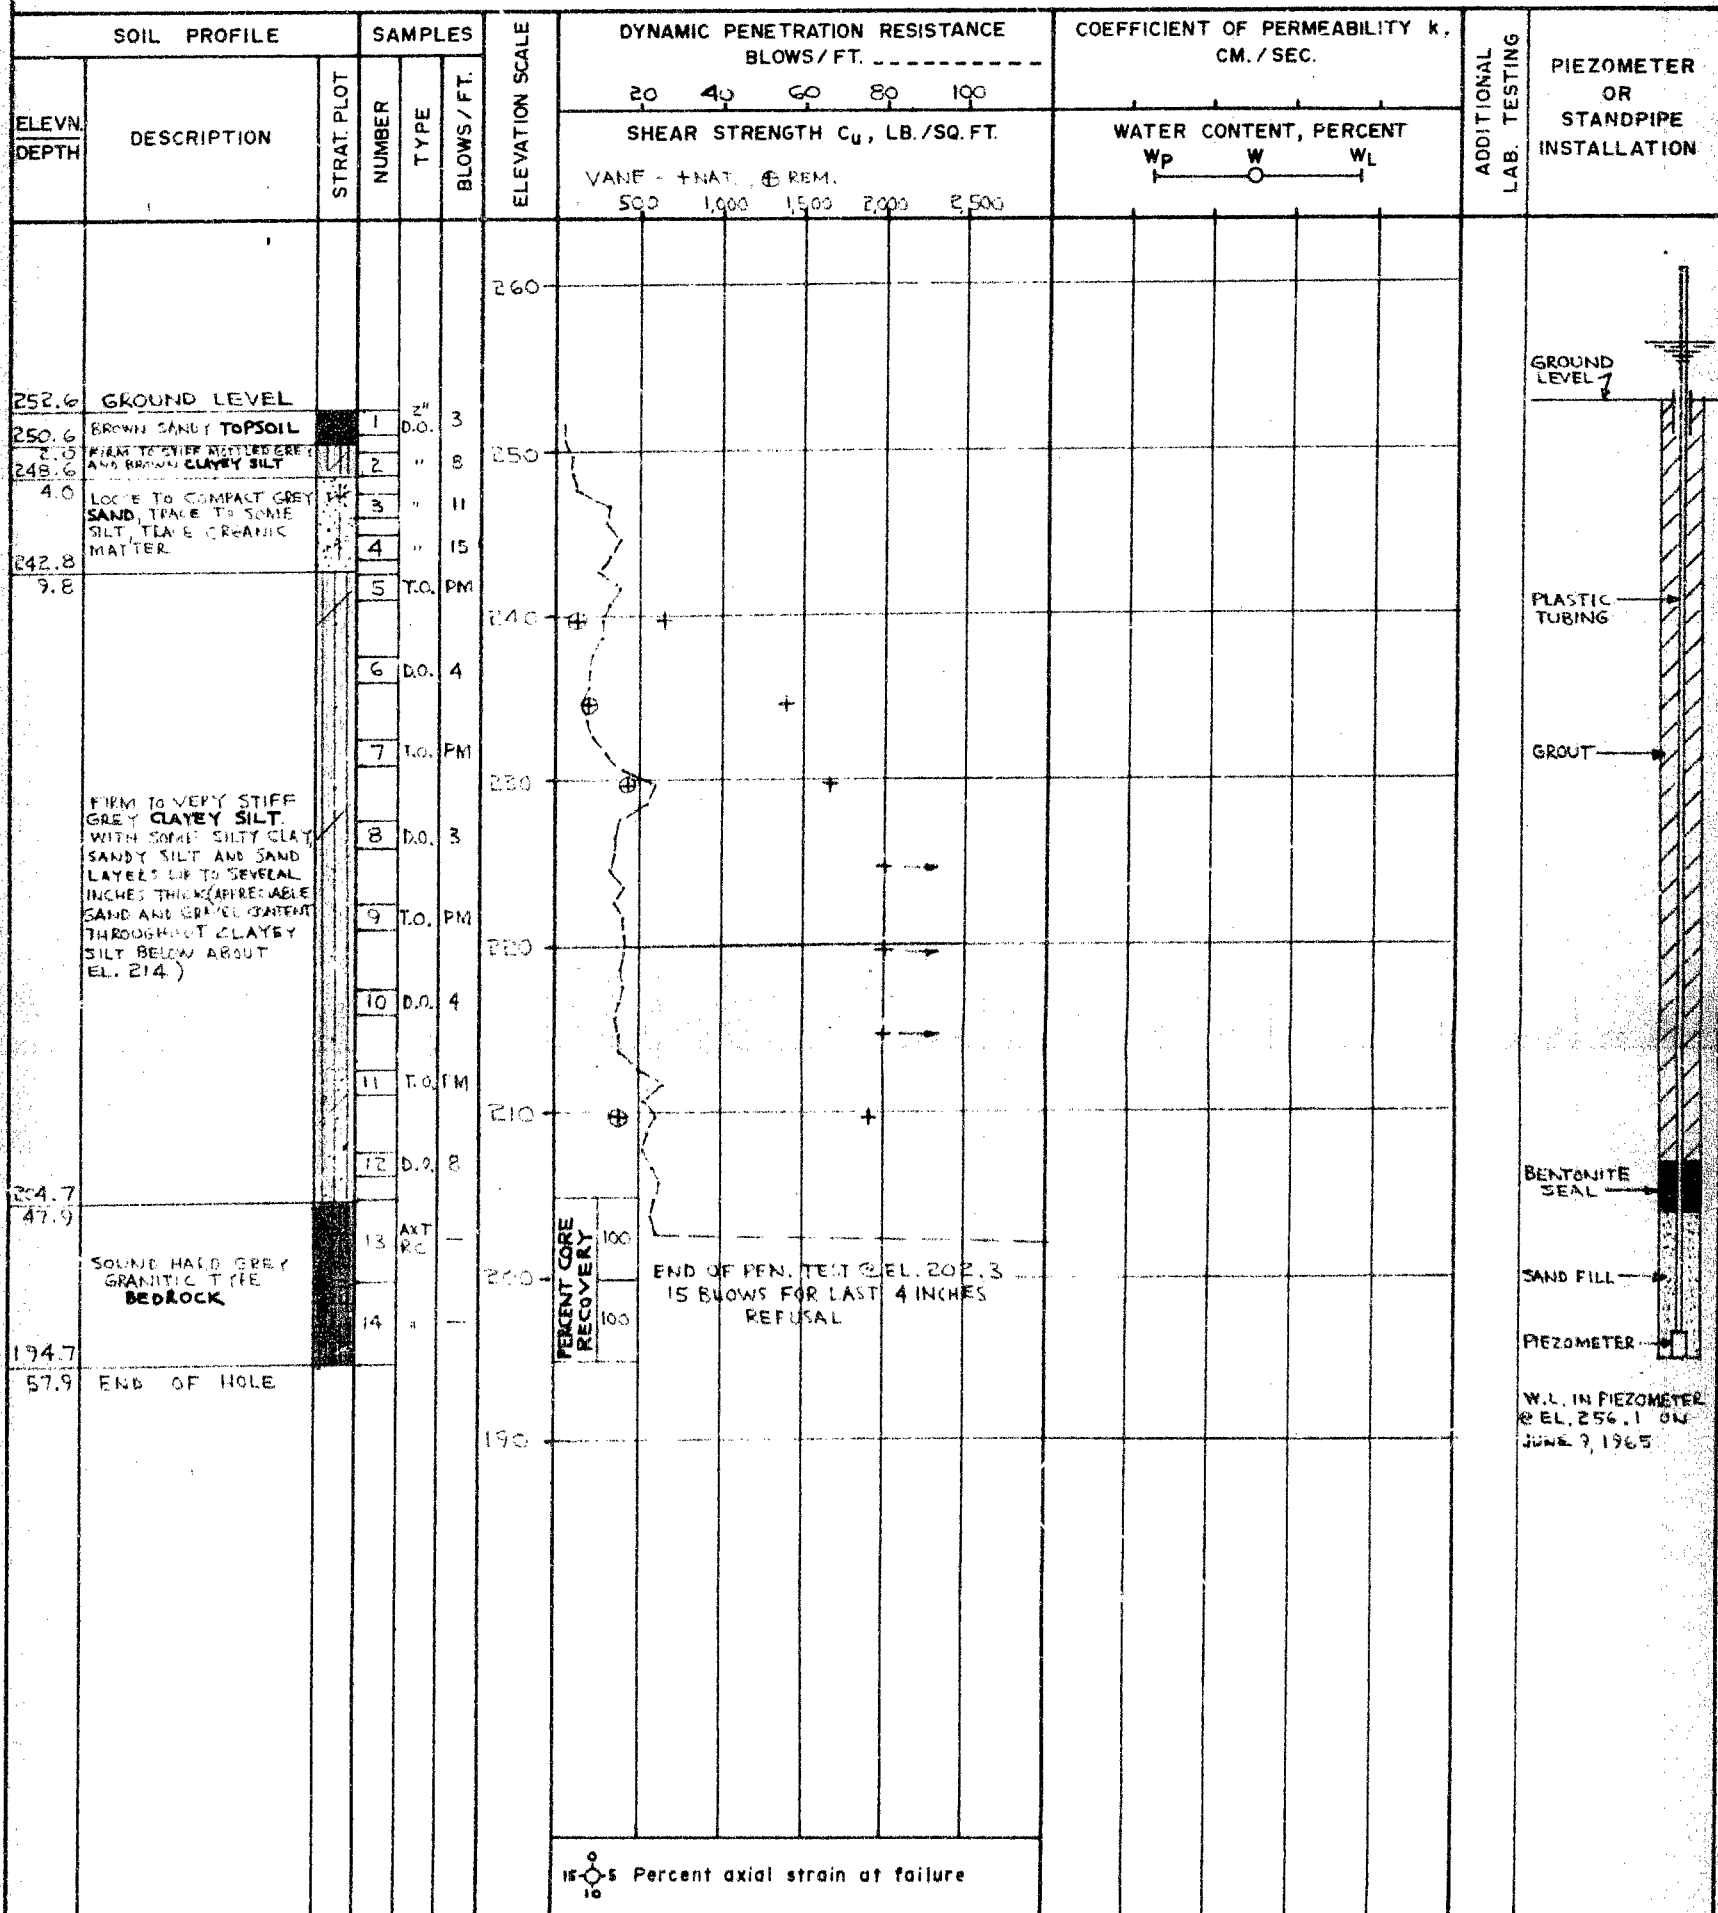 SOIL PROFILE
SAMPLES
ELEVATION SCALE
DYNAMIC PENETRATION RESISTANCE
BLOWS/FT. ----------
20 40 60 80 100
SHEAR STRENGTH Cu, LB./SQ.FT.
VANE - +NAT., ⊕ REM.
500 1,000 1,500 2,000 2,500
COEFFICIENT OF PERMEABILITY k,
CM./SEC.
WATER CONTENT, PERCENT
WP W WL
ADDITIONAL
LAB. TESTING
PIEZOMETER
OR
STANDPIPE
INSTALLATION
ELEVN.
DEPTH
DESCRIPTION
STRAT. PLOT
NUMBER
TYPE
BLOWS/FT.
252.6 GROUND LEVEL
250.6 BROWN SANDY TOPSOIL
2.0 FIRM TO STIFF MOTTLED GREY
248.6 AND BROWN CLAYEY SILT
4.0 LOOSE TO COMPACT GREY
SAND, TRACE TO SOME
SILT, TRACE ORGANIC
MATTER
242.8
9.8
FIRM TO VERY STIFF
GREY CLAYEY SILT
WITH SOME SILTY CLAY
SANDY SILT AND SAND
LAYERS UP TO SEVERAL
INCHES THICK (APPRECIABLE
SAND AND GRAVEL CONTENT
THROUGHOUT CLAYEY
SILT BELOW ABOUT
EL. 214)
204.7
47.9
SOUND HARD GREY
GRANITIC TYPE
BEDROCK
194.7
57.9 END OF HOLE
1 2" D.O. 3
2 " 8
3 " 11
4 " 15
5 T.O. PM
6 D.O. 4
7 T.O. PM
8 D.O. 3
9 T.O. PM
10 D.O. 4
11 T.O. PM
12 D.O. 8
13 AXT RC —
14 " —
260
250
240
230
220
210
200
190
PERCENT CORE
RECOVERY
100
100
END OF PEN. TEST @ EL. 202.3
15 BLOWS FOR LAST 4 INCHES
REFUSAL
GROUND
LEVEL
PLASTIC
TUBING
GROUT
BENTONITE
SEAL
SAND FILL
PIEZOMETER
W.L. IN PIEZOMETER
@ EL. 256.1 ON
JUNE 9, 1965
0
15 5 Percent axial strain at failure
10